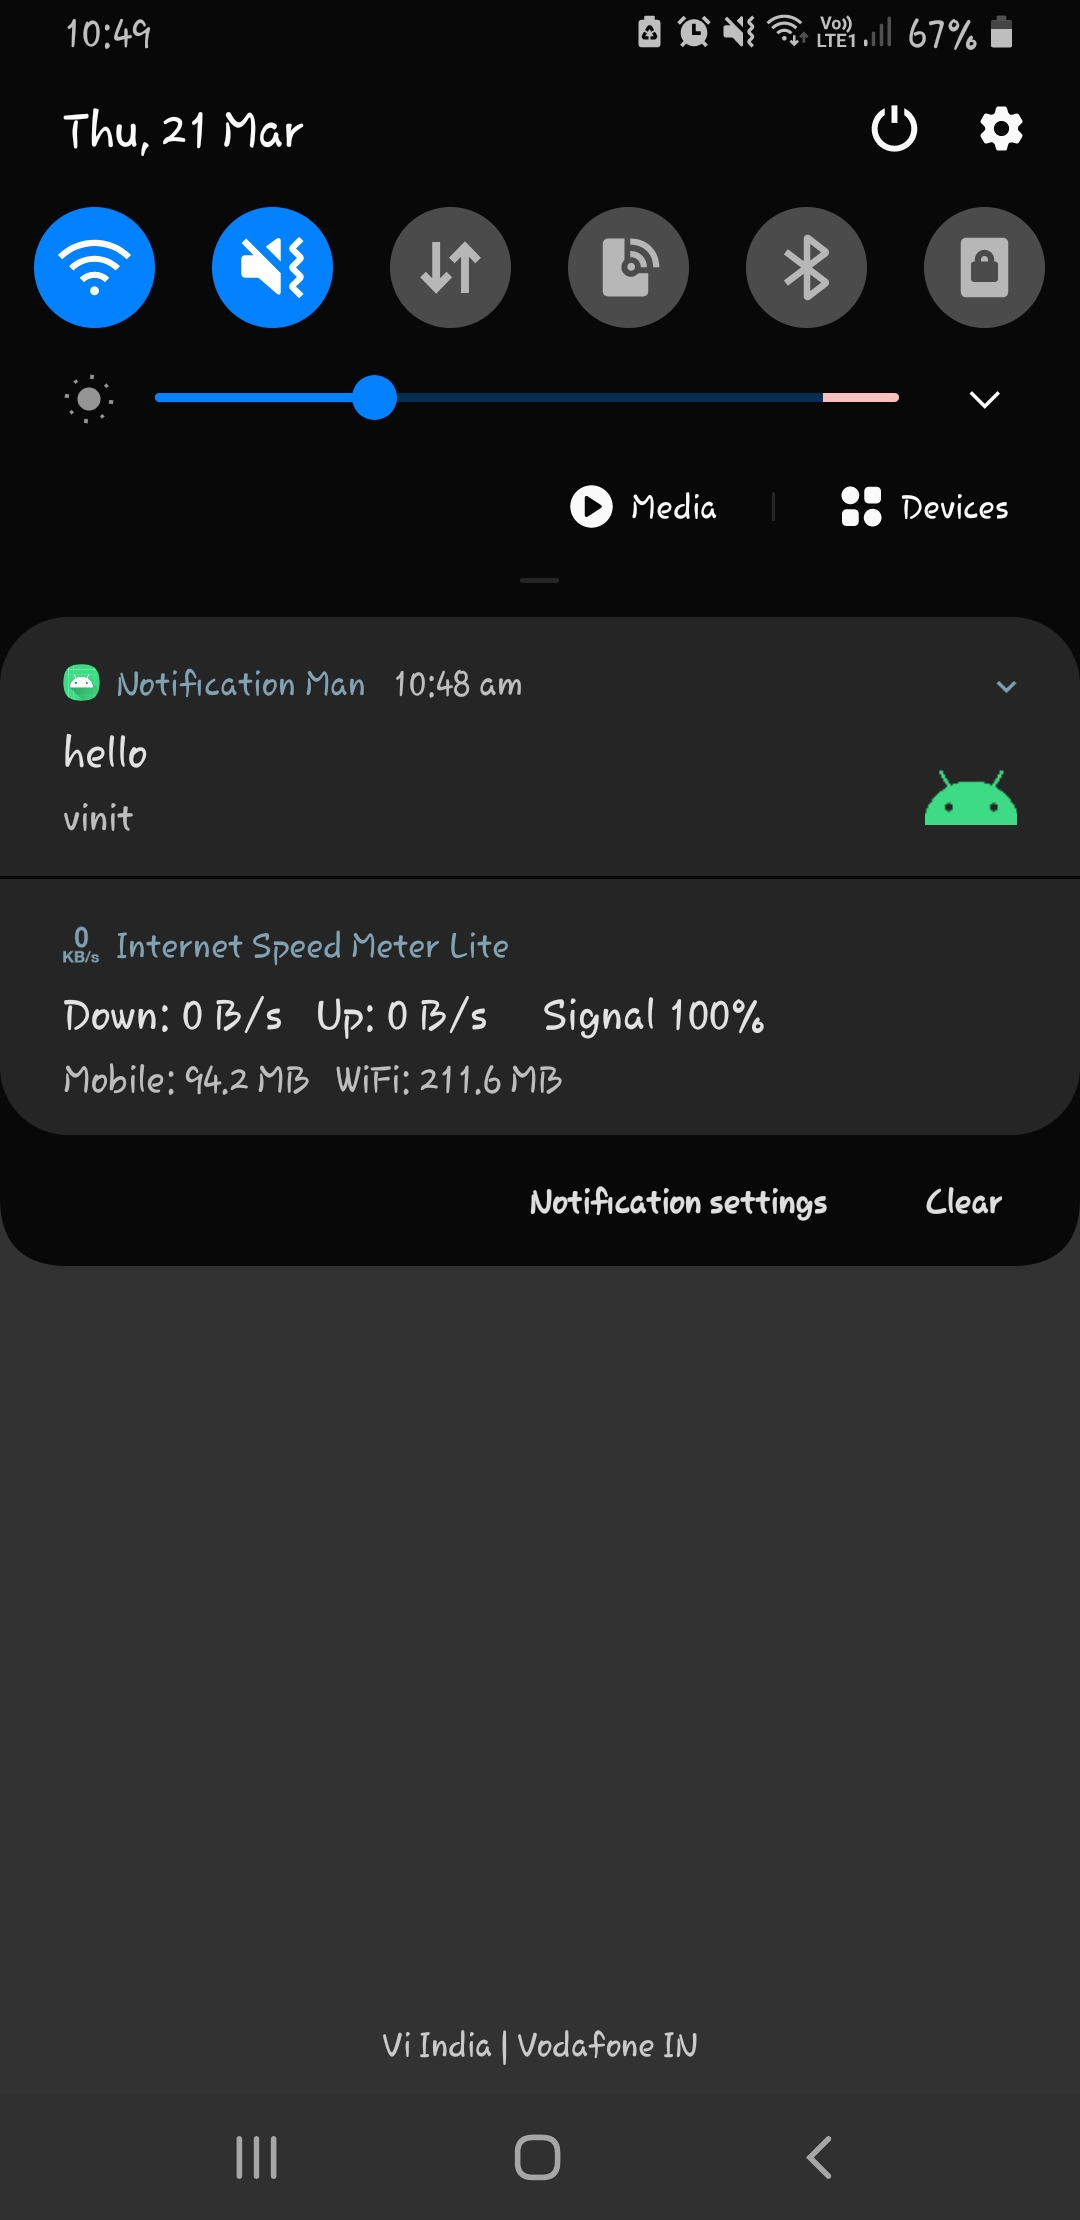 10:49 Vo)) LTE1 67%
Thu, 21 Mar
Media | Devices
Notification Man 10:48 am
hello
vinit
0 KB/s Internet Speed Meter Lite
Down: 0 B/s Up: 0 B/s Signal 100%
Mobile: 94.2 MB WiFi: 211.6 MB
Notification settings Clear
Vi India | Vodafone IN